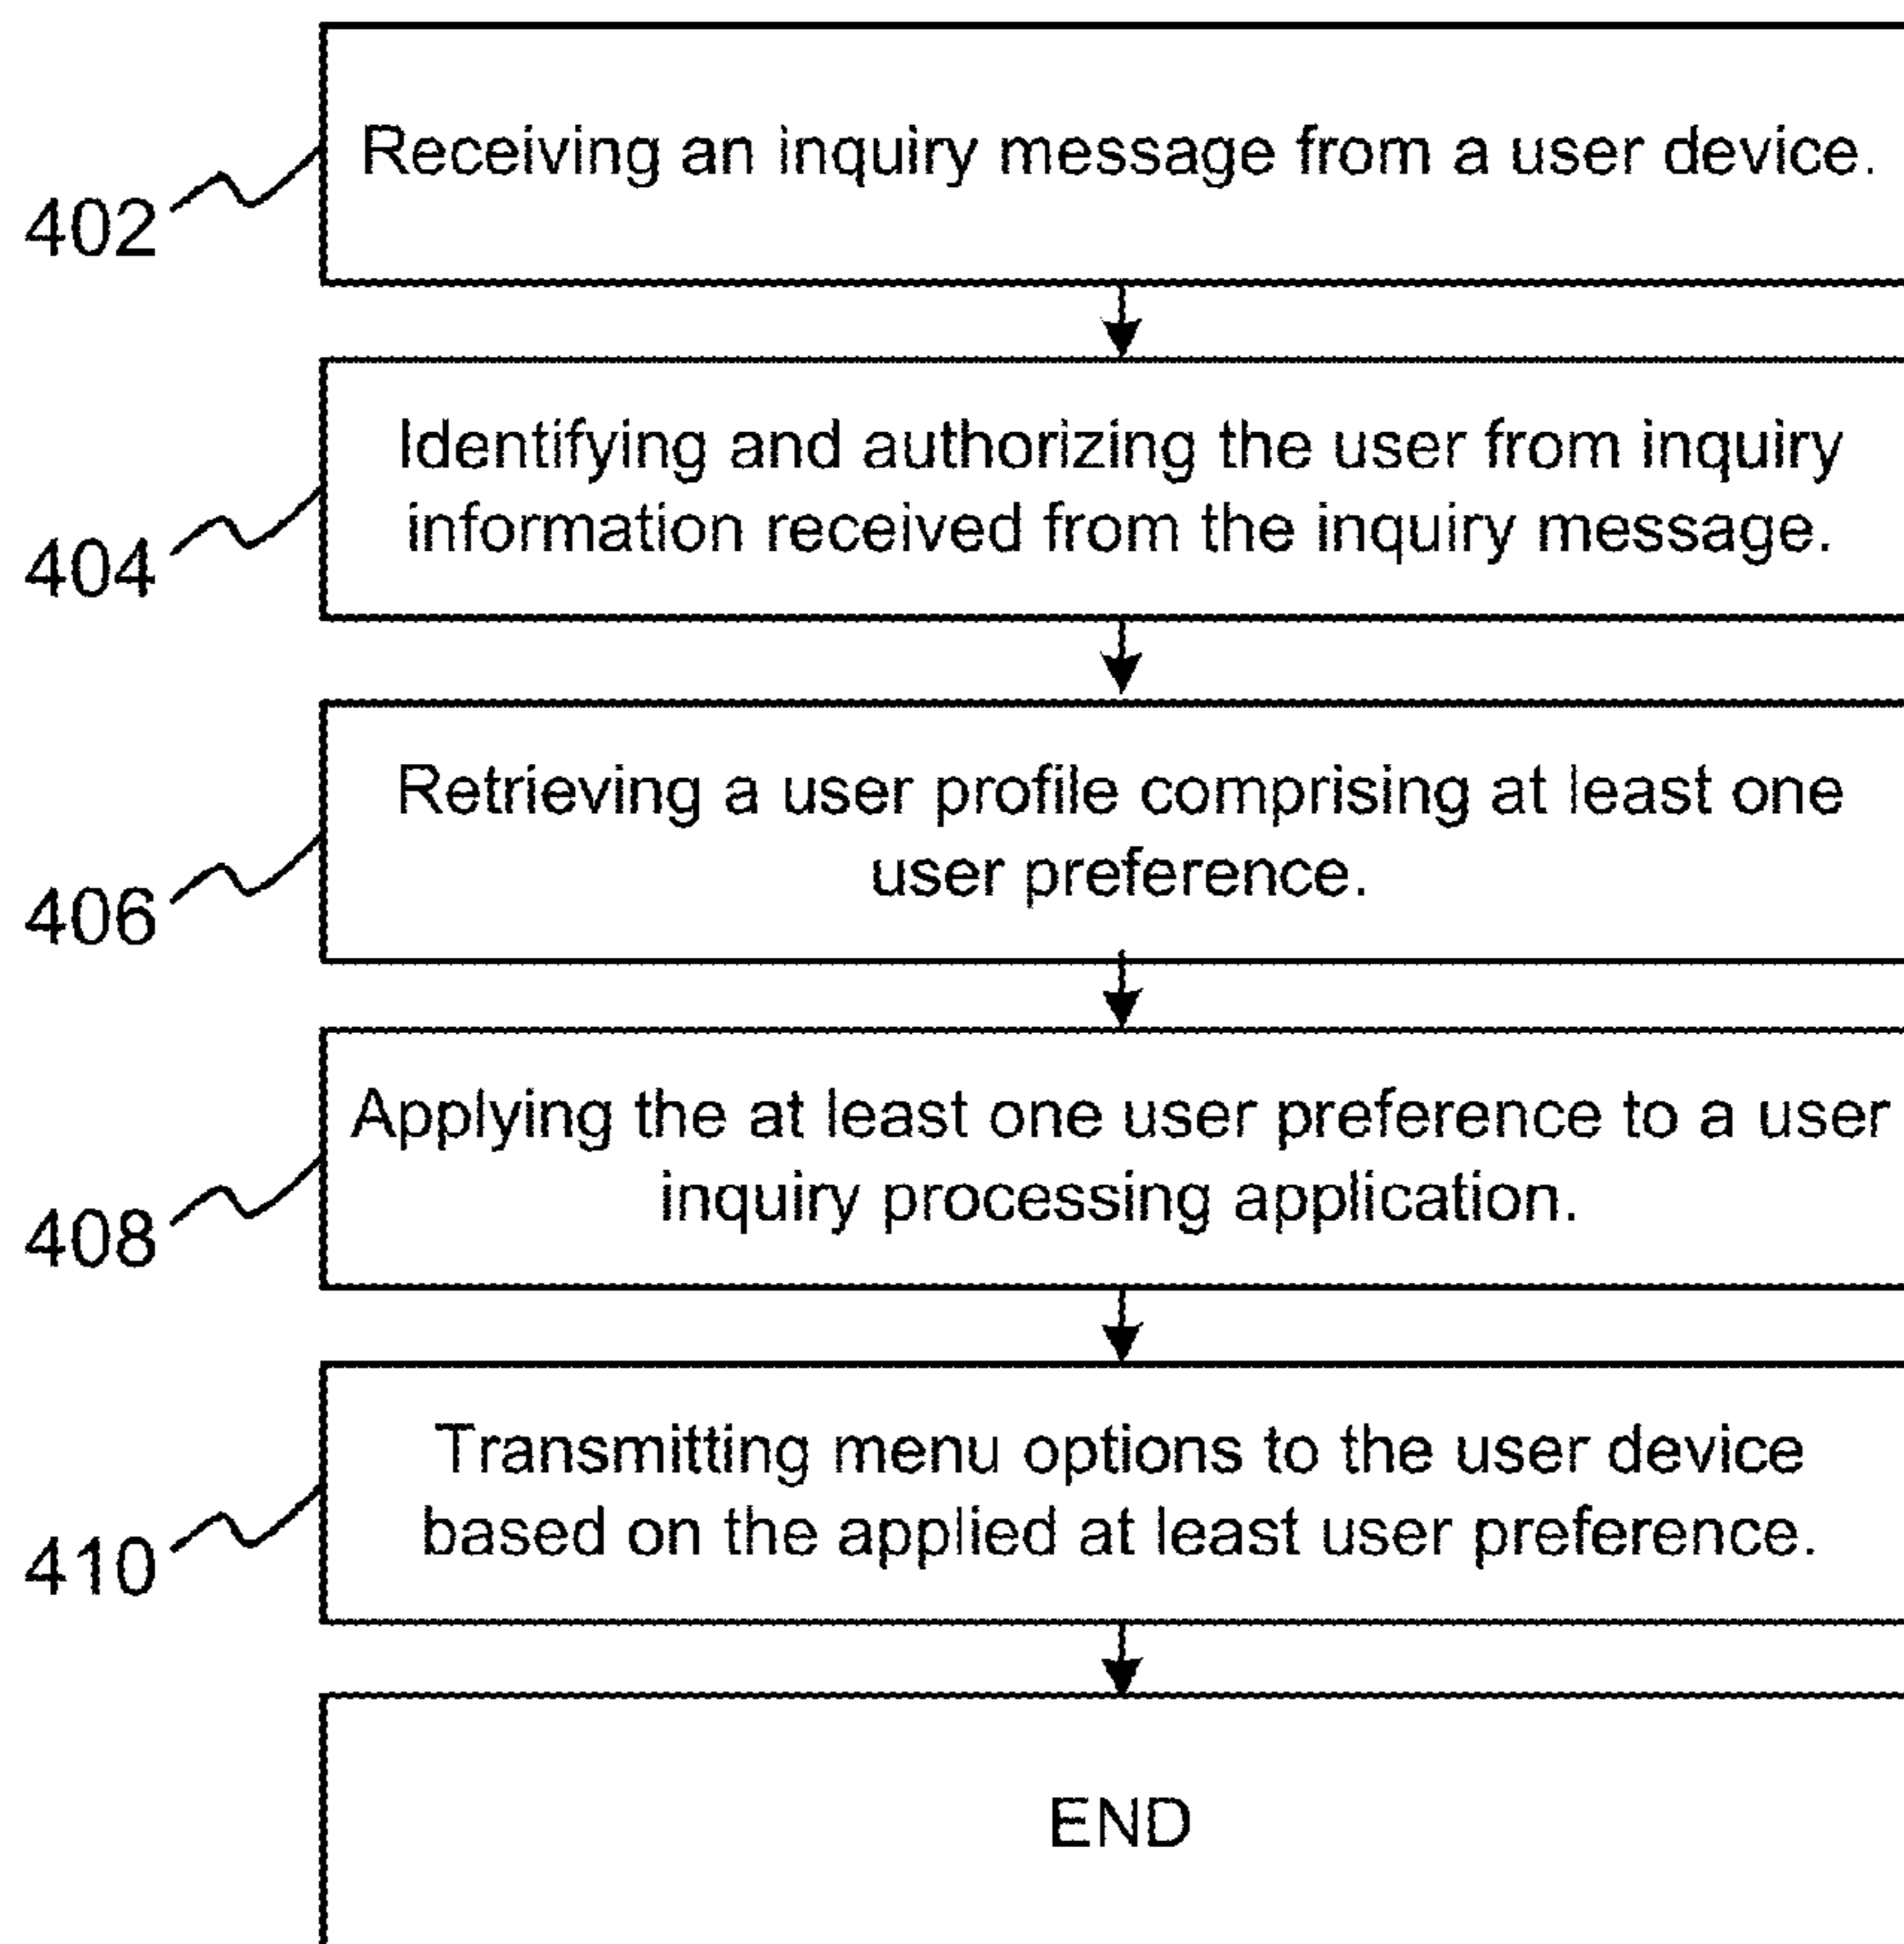 Receiving an inquiry message from a user device.
402
Identifying and authorizing the user from inquiry
information received from the inquiry message.
404
Retrieving a user profile comprising at least one
user preference.
406
Applying the at least one user preference to a user
inquiry processing application.
408
Transmitting menu options to the user device
based on the applied at least user preference.
410
END